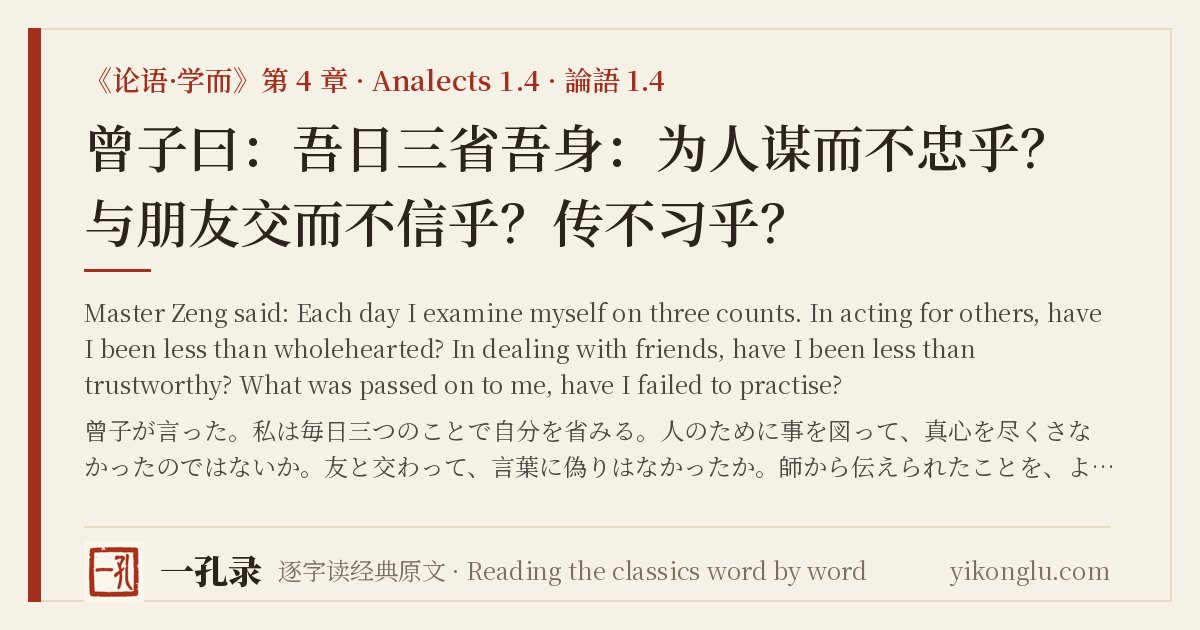 《论语·学而》第 4 章 · Analects 1.4 · 論語 1.4
曾子曰：吾日三省吾身：为人谋而不忠乎？
与朋友交而不信乎？传不习乎？
Master Zeng said: Each day I examine myself on three counts. In acting for others, have
I been less than wholehearted? In dealing with friends, have I been less than
trustworthy? What was passed on to me, have I failed to practise?
曾子が言った。私は毎日三つのことで自分を省みる。人のために事を図って、真心を尽くさな
かったのではないか。友と交わって、言葉に偽りはなかったか。師から伝えられたことを、よ…
一孔
一孔录 逐字读经典原文 · Reading the classics word by word yikonglu.com